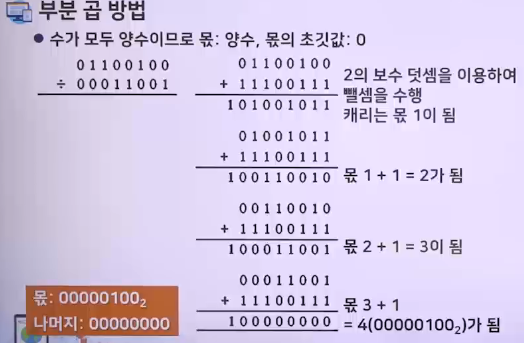 부분 곱 방법
● 수가 모두 양수이므로 몫: 양수, 몫의 초깃값: 0
01100100
÷ 00011001
01100100
+ 11100111
101001011
2의 보수 덧셈을 이용하여
뺄셈을 수행
캐리는 몫 1이 됨
01001011
+ 11100111
100110010
몫 1 + 1 = 2가 됨
00110010
+ 11100111
100011001
몫 2 + 1 = 3이 됨
00011001
+ 11100111
100000000
몫 3 + 1
= 4(00000100₂)가 됨
몫: 00000100₂
나머지: 00000000